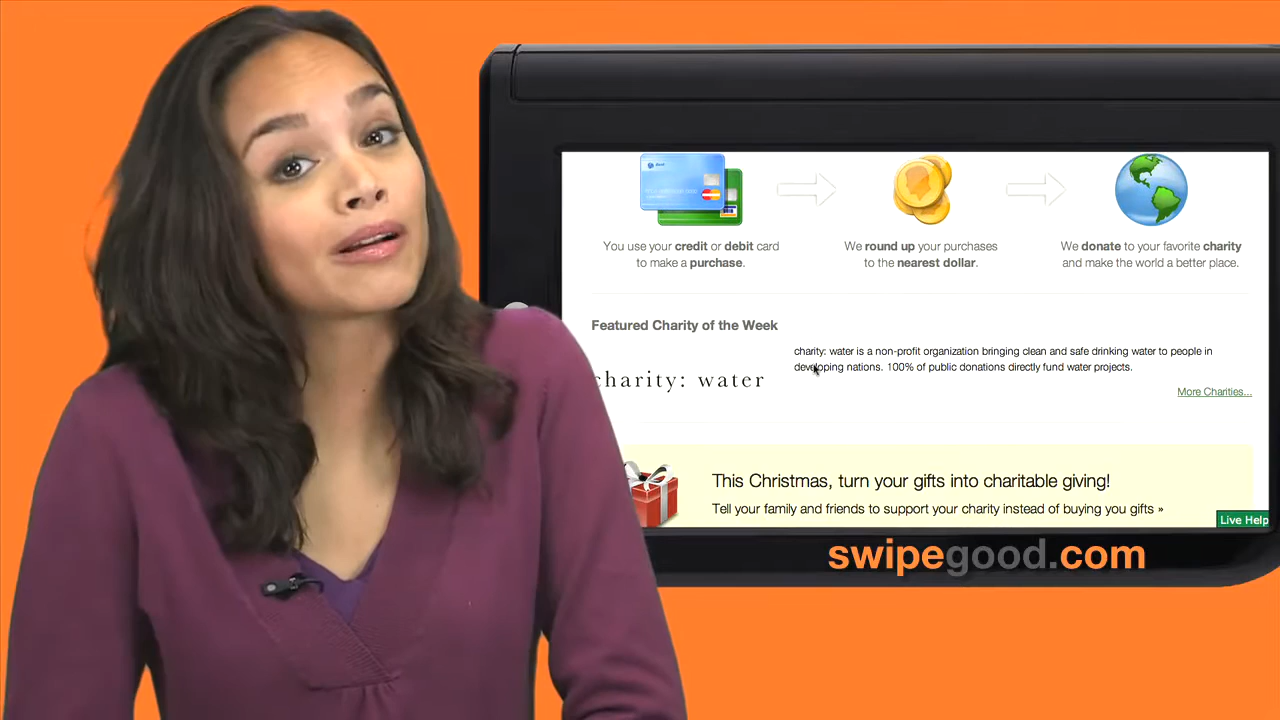 You use your credit or debit card
to make a purchase.
We round up your purchases
to the nearest dollar.
We donate to your favorite charity
and make the world a better place.
Featured Charity of the Week
charity: water is a non-profit organization bringing clean and safe drinking water to people in
developing nations. 100% of public donations directly fund water projects.
charity: water
More Charities...
This Christmas, turn your gifts into charitable giving!
Tell your family and friends to support your charity instead of buying you gifts »
Live Help
swipegood.com